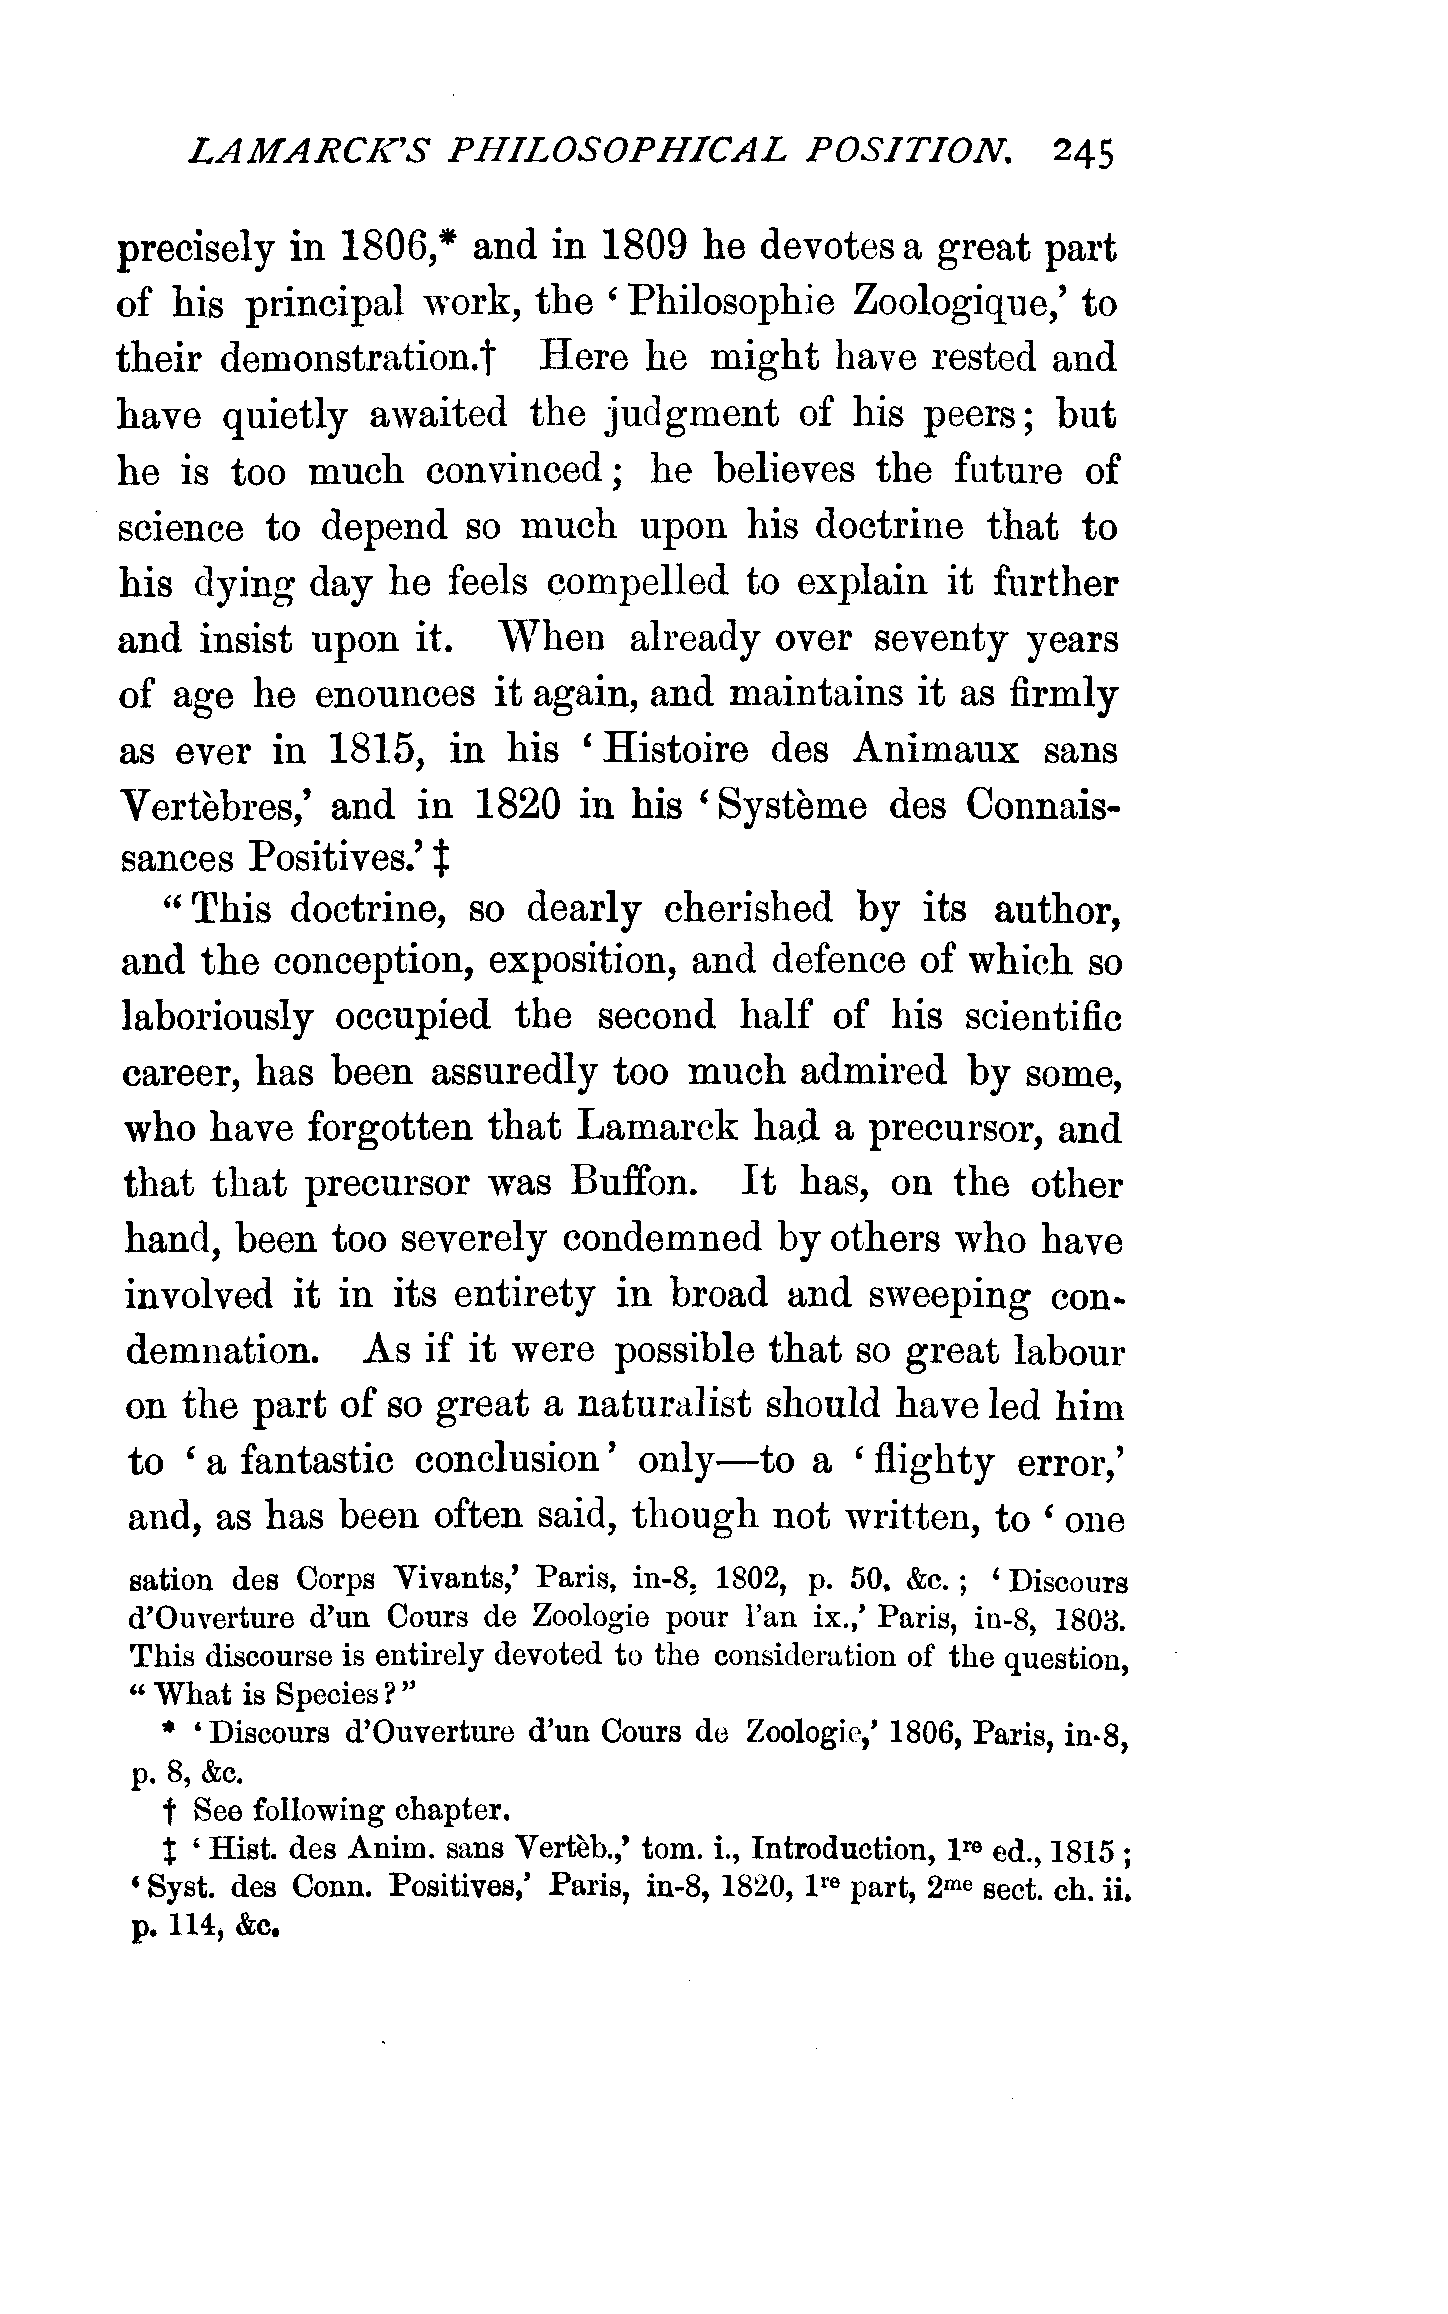 LAMARCK'S PHILOSOPHICAL POSITION. 245
precisely in 1806,* and in 1809 he devotes a great part
of his principal work, the ‘Philosophie Zoologique,’ to
their demonstration.† Here he might have rested and
have quietly awaited the judgment of his peers; but
he is too much convinced; he believes the future of
science to depend so much upon his doctrine that to
his dying day he feels compelled to explain it further
and insist upon it. When already over seventy years
of age he enounces it again, and maintains it as firmly
as ever in 1815, in his ‘Histoire des Animaux sans
Vertèbres,’ and in 1820 in his ‘Système des Connais-
sances Positives.’ ‡
“This doctrine, so dearly cherished by its author,
and the conception, exposition, and defence of which so
laboriously occupied the second half of his scientific
career, has been assuredly too much admired by some,
who have forgotten that Lamarck had a precursor, and
that that precursor was Buffon. It has, on the other
hand, been too severely condemned by others who have
involved it in its entirety in broad and sweeping con-
demnation. As if it were possible that so great labour
on the part of so great a naturalist should have led him
to ‘a fantastic conclusion’ only—to a ‘flighty error,’
and, as has been often said, though not written, to ‘one
sation des Corps Vivants,’ Paris, in-8, 1802, p. 50, &c.; ‘Discours
d'Ouverture d'un Cours de Zoologie pour l'an ix.,’ Paris, in-8, 1803.
This discourse is entirely devoted to the consideration of the question,
“What is Species?”
* ‘Discours d'Ouverture d'un Cours de Zoologie,’ 1806, Paris, in-8,
p. 8, &c.
† See following chapter.
‡ ‘Hist. des Anim. sans Vertèb.,’ tom. i., Introduction, 1re ed., 1815;
‘Syst. des Conn. Positives,’ Paris, in-8, 1820, 1re part, 2me sect. ch. ii.
p. 114, &c.